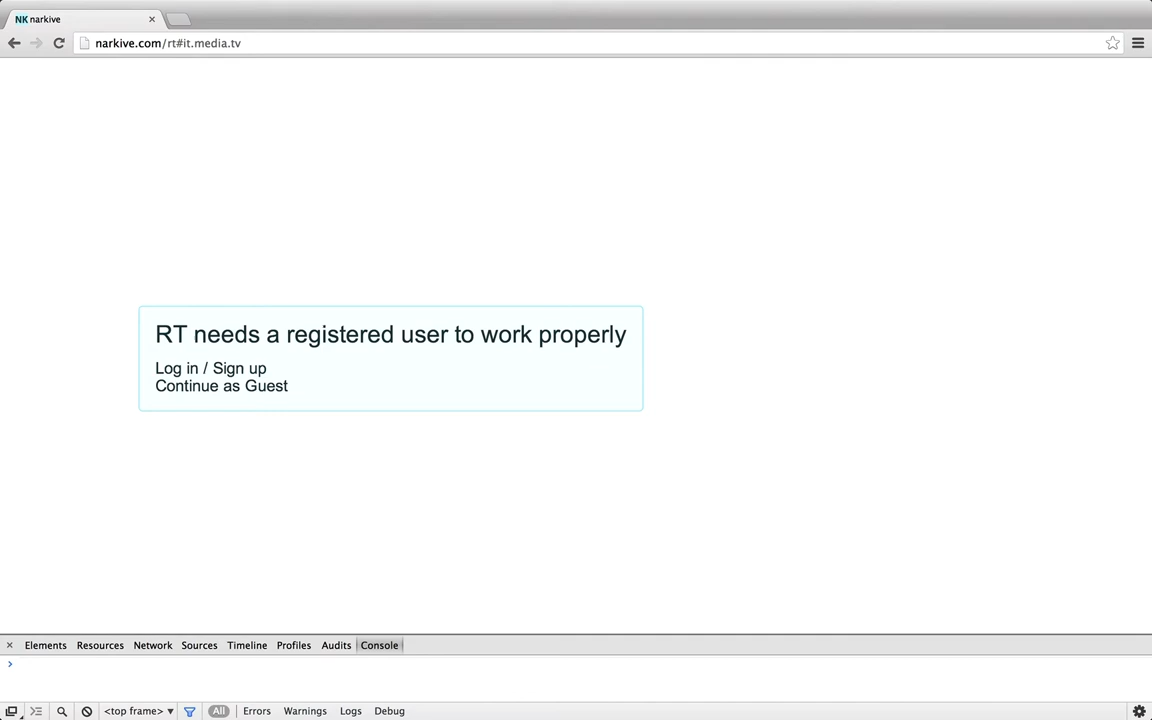 NK narkive
narkive.com/rt#it.media.tv
RT needs a registered user to work properly
Log in / Sign up
Continue as Guest
Elements Resources Network Sources Timeline Profiles Audits Console
<top frame> All Errors Warnings Logs Debug